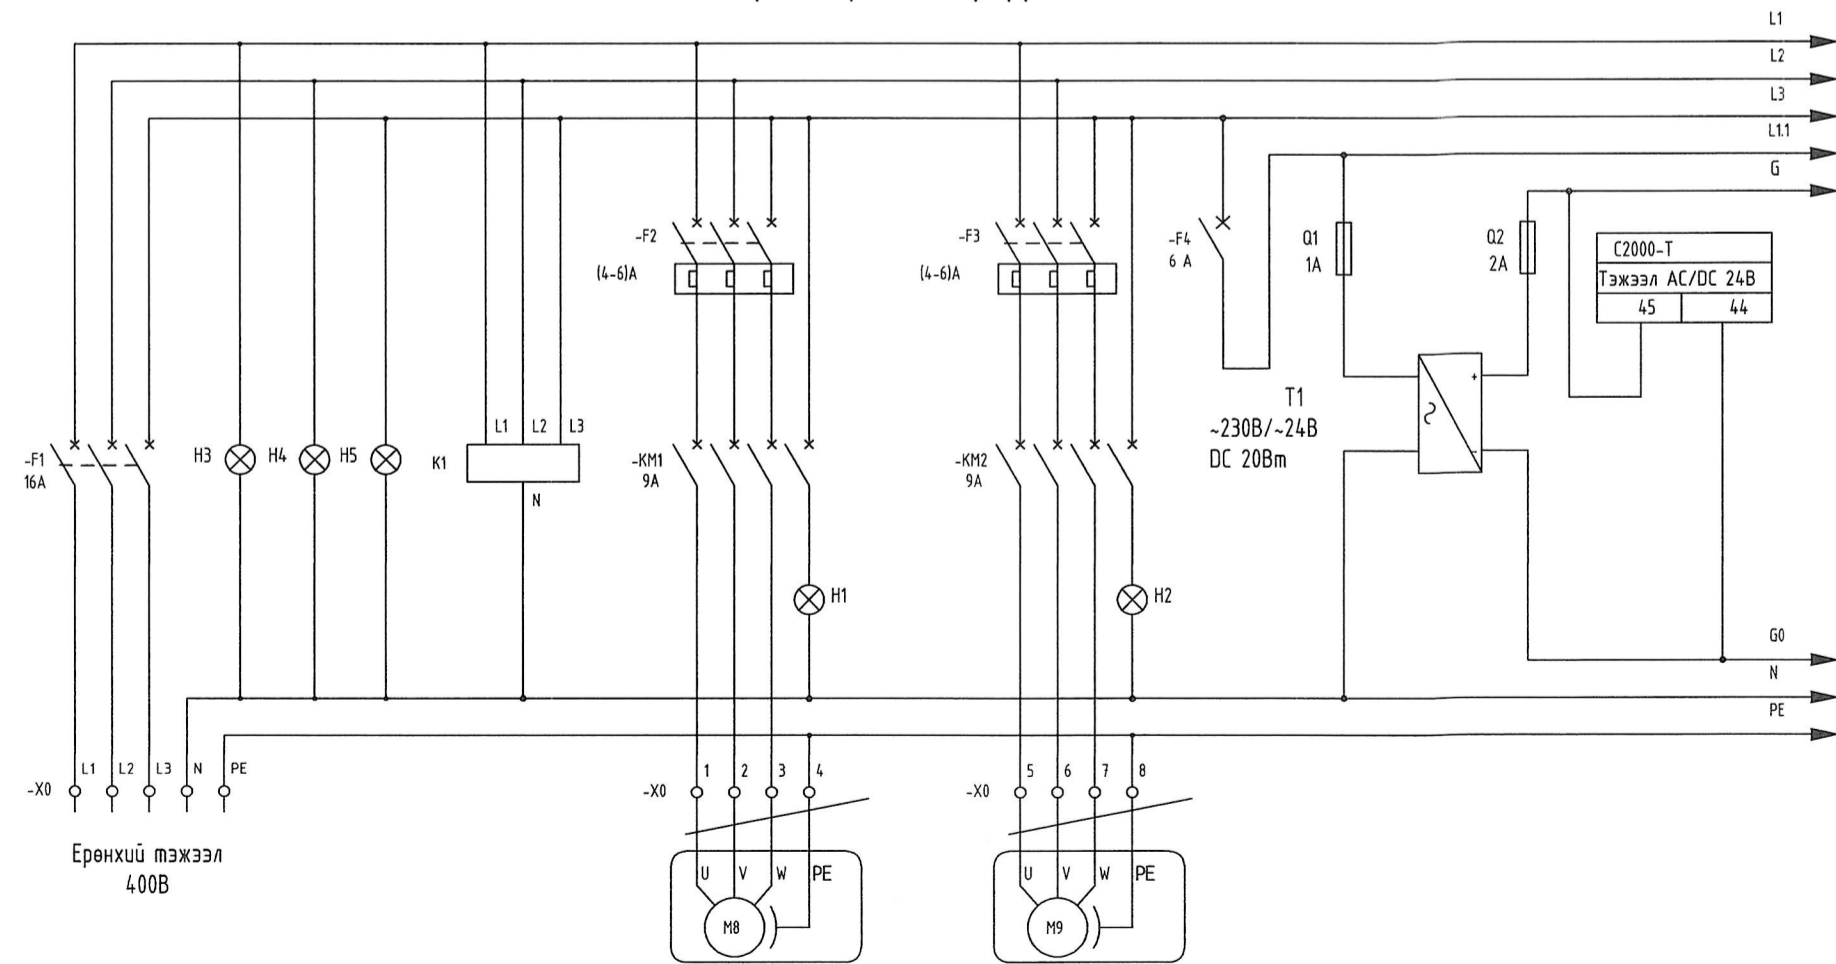 L1
L2
L3
L1.1
G
-F2
(4-6)A
-F3
(4-6)A
-F4
6 A
Q1
1A
Q2
2A
C2000-T
Тэжээл AC/DC 24В
45 44
T1
~230В/~24В
DC 20Вт
+
-
-F1
16A
H3
H4
H5
K1
L1 L2 L3
N
-KM1
9A
-KM2
9A
H1
H2
G0
N
PE
-X0
L1 L2 L3 N PE
-X0
1 2 3 4
-X0
5 6 7 8
Ерөнхий тэжээл
400В
U V W PE
M8
U V W PE
M9